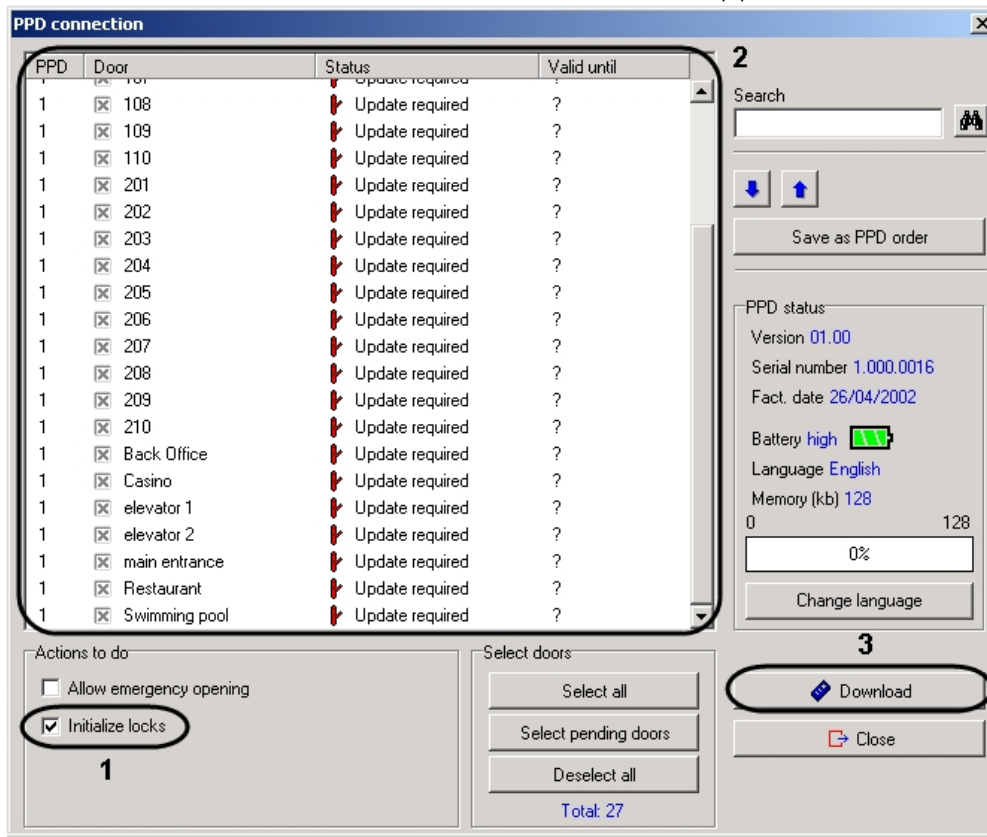 PPD connection
PPD Door Status Valid until
1 107 Update required ?
1 108 Update required ?
1 109 Update required ?
1 110 Update required ?
1 201 Update required ?
1 202 Update required ?
1 203 Update required ?
1 204 Update required ?
1 205 Update required ?
1 206 Update required ?
1 207 Update required ?
1 208 Update required ?
1 209 Update required ?
1 210 Update required ?
1 Back Office Update required ?
1 Casino Update required ?
1 elevator 1 Update required ?
1 elevator 2 Update required ?
1 main entrance Update required ?
1 Restaurant Update required ?
1 Swimming pool Update required ?
2
Search
Save as PPD order
PPD status
Version 01.00
Serial number 1.000.0016
Fact. date 26/04/2002
Battery high
Language English
Memory (kb) 128
0 128
0%
Change language
Actions to do
Allow emergency opening
Initialize locks
1
Select doors
Select all
Select pending doors
Deselect all
Total: 27
3
Download
Close